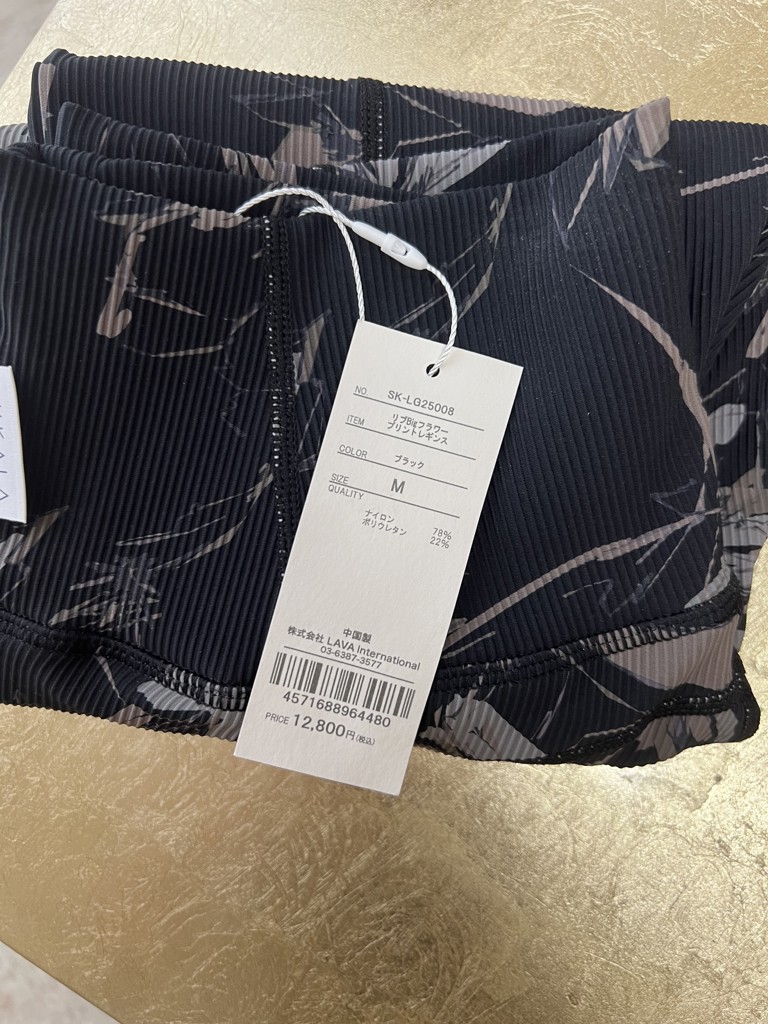 NO. SK-LG25008
ITEM リブBigフラワー
プリントレギンス
COLOR ブラック
SIZE M
QUALITY
ナイロン 78%
ポリウレタン 22%
中国製
株式会社 LAVA International
03-6387-3577
4571688964480
PRICE 12,800円(税込)